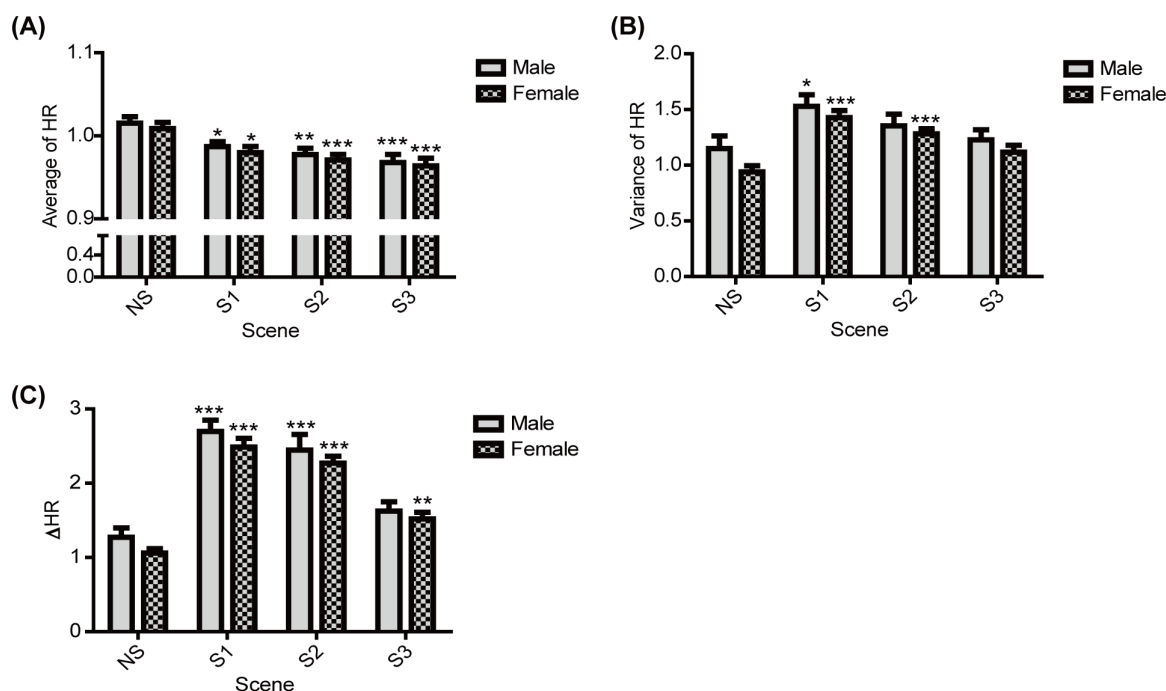 (A)
Average of HR
1.1
1.0
0.9
0.4
0.0
* * ** *** *** ***
NS S1 S2 S3
Scene
Male
Female
(B)
Variance of HR
2.0
1.5
1.0
0.5
0.0
* *** ***
NS S1 S2 S3
Scene
Male
Female
(C)
ΔHR
3
2
1
0
*** *** *** *** **
NS S1 S2 S3
Scene
Male
Female